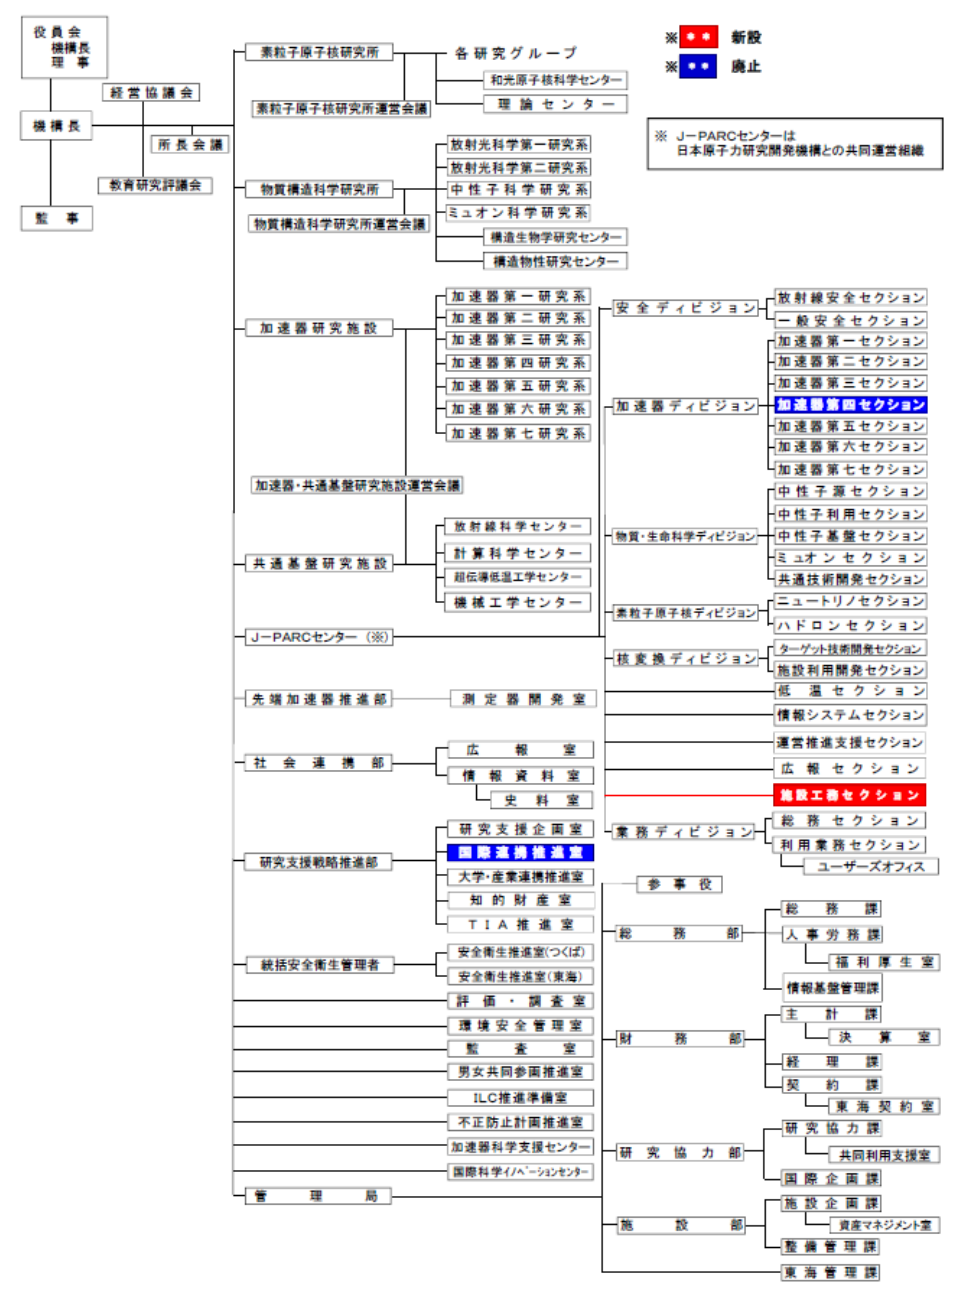 役員会
機構長
理事
経営協議会
機構長
所長会議
教育研究評議会
監事
※ ＊＊ 新設
※ ＊＊ 廃止
※ J－PARCセンターは
日本原子力研究開発機構との共同運営組織
素粒子原子核研究所
各研究グループ
和光原子核科学センター
理論センター
素粒子原子核研究所運営会議
物質構造科学研究所
放射光科学第一研究系
放射光科学第二研究系
中性子科学研究系
ミュオン科学研究系
構造生物学研究センター
構造物性研究センター
物質構造科学研究所運営会議
加速器研究施設
加速器第一研究系
加速器第二研究系
加速器第三研究系
加速器第四研究系
加速器第五研究系
加速器第六研究系
加速器第七研究系
加速器・共通基盤研究施設運営会議
共通基盤研究施設
放射線科学センター
計算科学センター
超伝導低温工学センター
機械工学センター
J－PARCセンター（※）
安全ディビジョン
放射線安全セクション
一般安全セクション
加速器ディビジョン
加速器第一セクション
加速器第二セクション
加速器第三セクション
加速器第四セクション
加速器第五セクション
加速器第六セクション
加速器第七セクション
物質・生命科学ディビジョン
中性子源セクション
中性子利用セクション
中性子基盤セクション
ミュオンセクション
共通技術開発セクション
素粒子原子核ディビジョン
ニュートリノセクション
ハドロンセクション
核変換ディビジョン
ターゲット技術開発セクション
施設利用開発セクション
低温セクション
情報システムセクション
運営推進支援セクション
広報セクション
施設工務セクション
業務ディビジョン
総務セクション
利用業務セクション
ユーザーズオフィス
先端加速器推進部
測定器開発室
社会連携部
広報室
情報資料室
史料室
研究支援戦略推進部
研究支援企画室
国際連携推進室
大学・産業連携推進室
知的財産室
TIA推進室
統括安全衛生管理者
安全衛生推進室(つくば)
安全衛生推進室(東海)
評価・調査室
環境安全管理室
監査室
男女共同参画推進室
ILC推進準備室
不正防止計画推進室
加速器科学支援センター
国際科学イノベーションセンター
管理局
参事役
総務部
総務課
人事労務課
福利厚生室
情報基盤管理課
財務部
主計課
決算室
経理課
契約課
東海契約室
研究協力部
研究協力課
共同利用支援室
国際企画課
施設部
施設企画課
資産マネジメント室
整備管理課
東海管理課